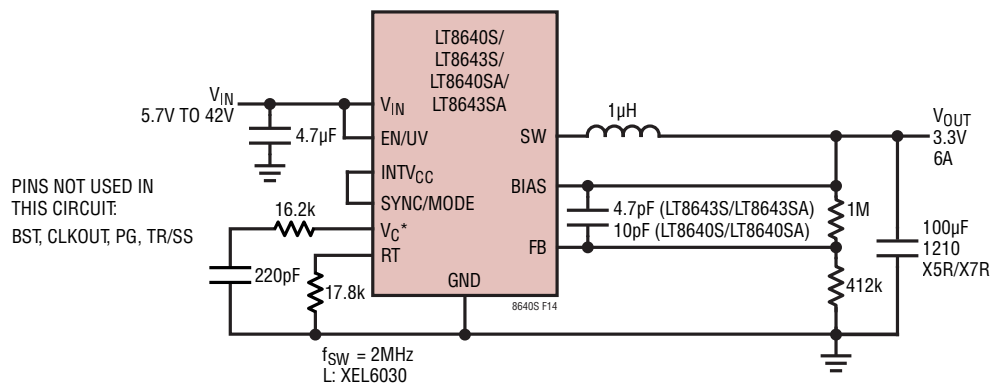 LT8640S/
LT8643S/
LT8640SA/
LT8643SA
VIN
5.7V TO 42V
4.7µF
VIN
EN/UV
INTVCC
SYNC/MODE
VC*
RT
GND
SW
BIAS
FB
1µH
VOUT
3.3V
6A
4.7pF (LT8643S/LT8643SA)
10pF (LT8640S/LT8640SA)
1M
412k
100µF
1210
X5R/X7R
PINS NOT USED IN
THIS CIRCUIT:
BST, CLKOUT, PG, TR/SS
16.2k
220pF
17.8k
8640S F14
fSW = 2MHz
L: XEL6030